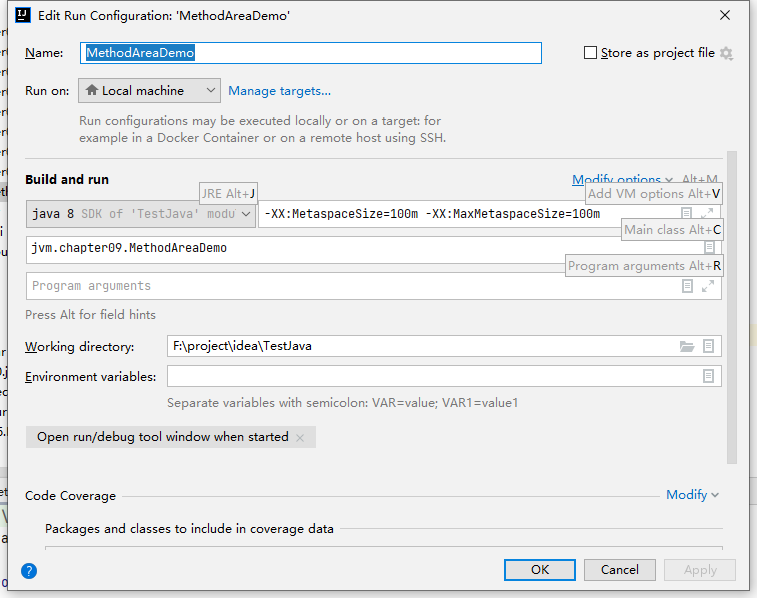 Edit Run Configuration: 'MethodAreaDemo'
Name: MethodAreaDemo Store as project file
Run on: Local machine Manage targets...
Run configurations may be executed locally or on a target: for
example in a Docker Container or on a remote host using SSH.
Build and run Modify options Alt+M
JRE Alt+J Add VM options Alt+V
java 8 SDK of 'TestJava' modu -XX:MetaspaceSize=100m -XX:MaxMetaspaceSize=100m
Main class Alt+C
jvm.chapter09.MethodAreaDemo
Program arguments Alt+R
Program arguments
Press Alt for field hints
Working directory: F:\project\idea\TestJava
Environment variables:
Separate variables with semicolon: VAR=value; VAR1=value1
Open run/debug tool window when started
Code Coverage Modify
Packages and classes to include in coverage data
? OK Cancel Apply